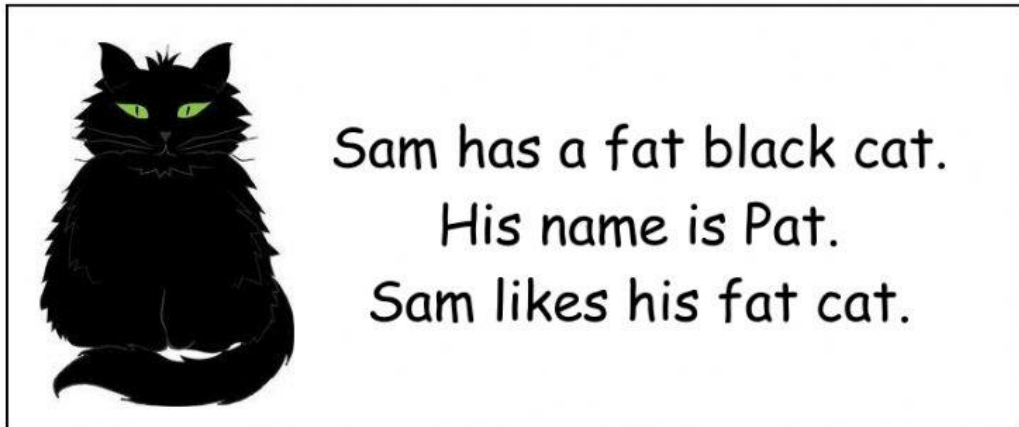 Sam has a fat black cat.
His name is Pat.
Sam likes his fat cat.